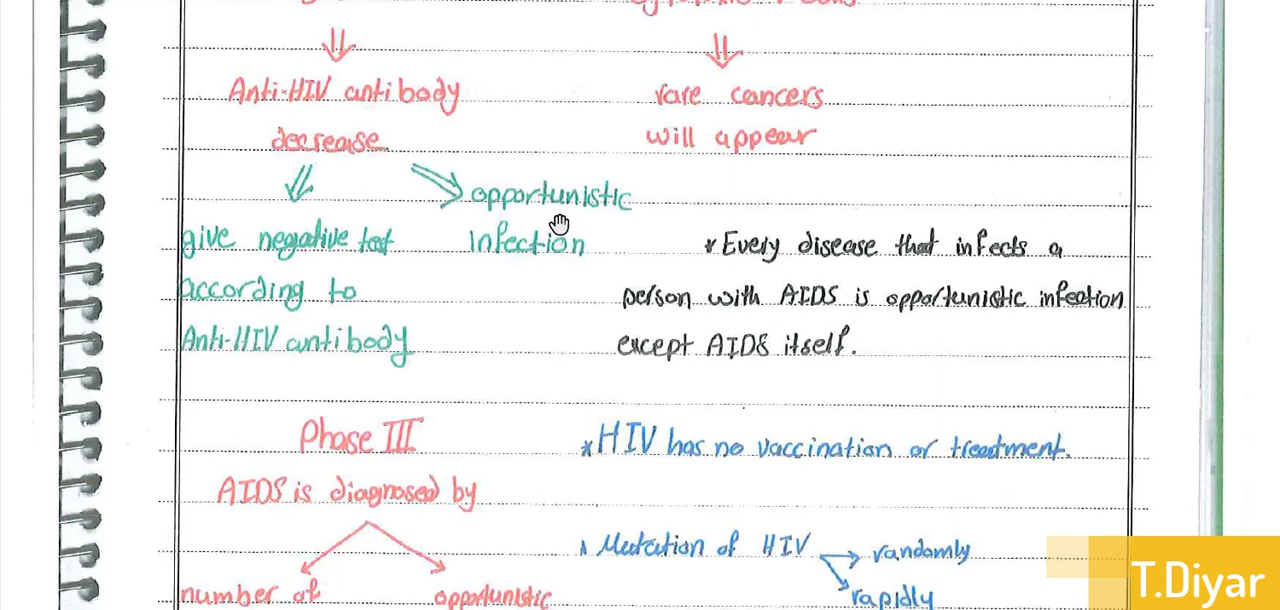 Anti-HIV antibody
decrease
rare cancers
will appear
opportunistic
infection
give negative test
according to
Anti-HIV antibody
* Every disease that infects a
person with AIDS is opportunistic infection
except AIDS itself.
Phase III
AIDS is diagnosed by
number of
opportunistic
* HIV has no vaccination or treatment.
* Mutation of HIV
randomly
rapidly
T.Diyar